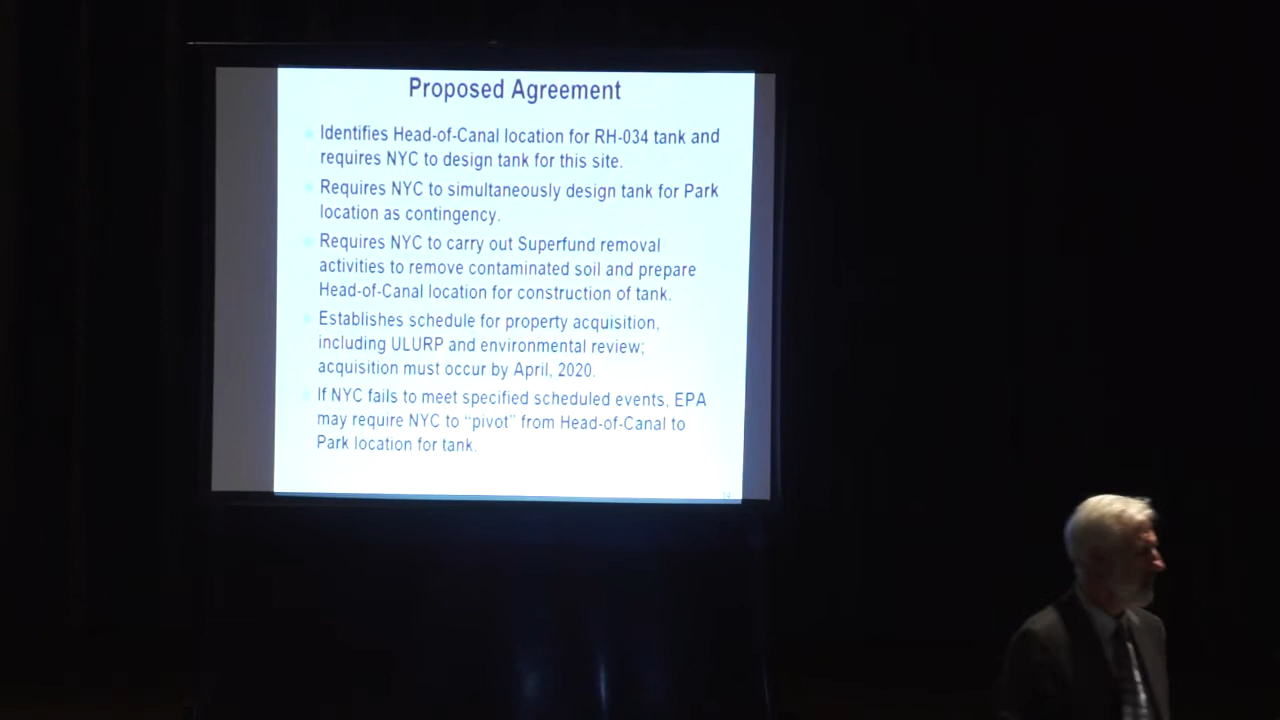 Proposed Agreement
Identifies Head-of-Canal location for RH-034 tank and
requires NYC to design tank for this site.
Requires NYC to simultaneously design tank for Park
location as contingency.
Requires NYC to carry out Superfund removal
activities to remove contaminated soil and prepare
Head-of-Canal location for construction of tank.
Establishes schedule for property acquisition,
including ULURP and environmental review;
acquisition must occur by April, 2020.
If NYC fails to meet specified scheduled events, EPA
may require NYC to “pivot” from Head-of-Canal to
Park location for tank.